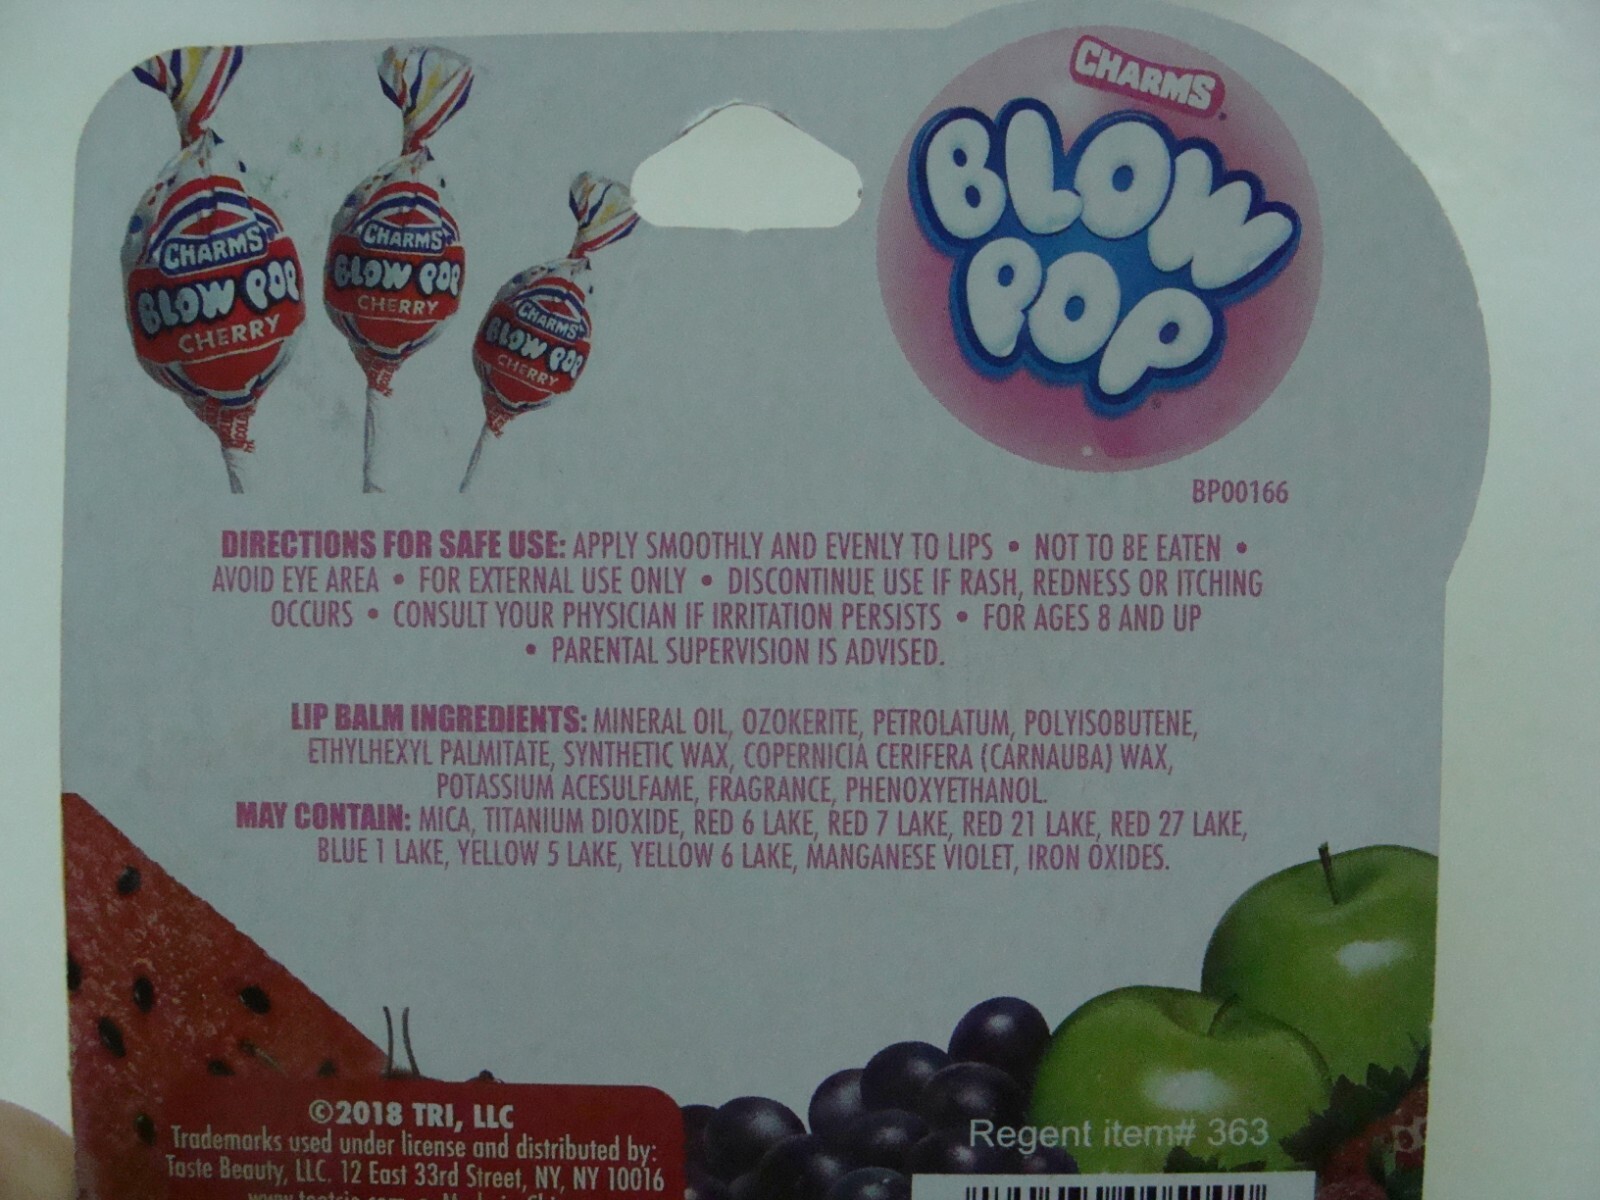 CHARMS
BLOW POP
CHERRY
CHARMS
BLOW POP
CHERRY
CHARMS
BLOW POP
CHERRY
CHARMS
BLOW
POP
BP00166
DIRECTIONS FOR SAFE USE: APPLY SMOOTHLY AND EVENLY TO LIPS • NOT TO BE EATEN •
AVOID EYE AREA • FOR EXTERNAL USE ONLY • DISCONTINUE USE IF RASH, REDNESS OR ITCHING
OCCURS • CONSULT YOUR PHYSICIAN IF IRRITATION PERSISTS • FOR AGES 8 AND UP
• PARENTAL SUPERVISION IS ADVISED.
LIP BALM INGREDIENTS: MINERAL OIL, OZOKERITE, PETROLATUM, POLYISOBUTENE,
ETHYLHEXYL PALMITATE, SYNTHETIC WAX, COPERNICIA CERIFERA (CARNAUBA) WAX,
POTASSIUM ACESULFAME, FRAGRANCE, PHENOXYETHANOL.
MAY CONTAIN: MICA, TITANIUM DIOXIDE, RED 6 LAKE, RED 7 LAKE, RED 21 LAKE, RED 27 LAKE,
BLUE 1 LAKE, YELLOW 5 LAKE, YELLOW 6 LAKE, MANGANESE VIOLET, IRON OXIDES.
©2018 TRI, LLC
Trademarks used under license and distributed by:
Taste Beauty, LLC. 12 East 33rd Street, NY, NY 10016
Regent item# 363